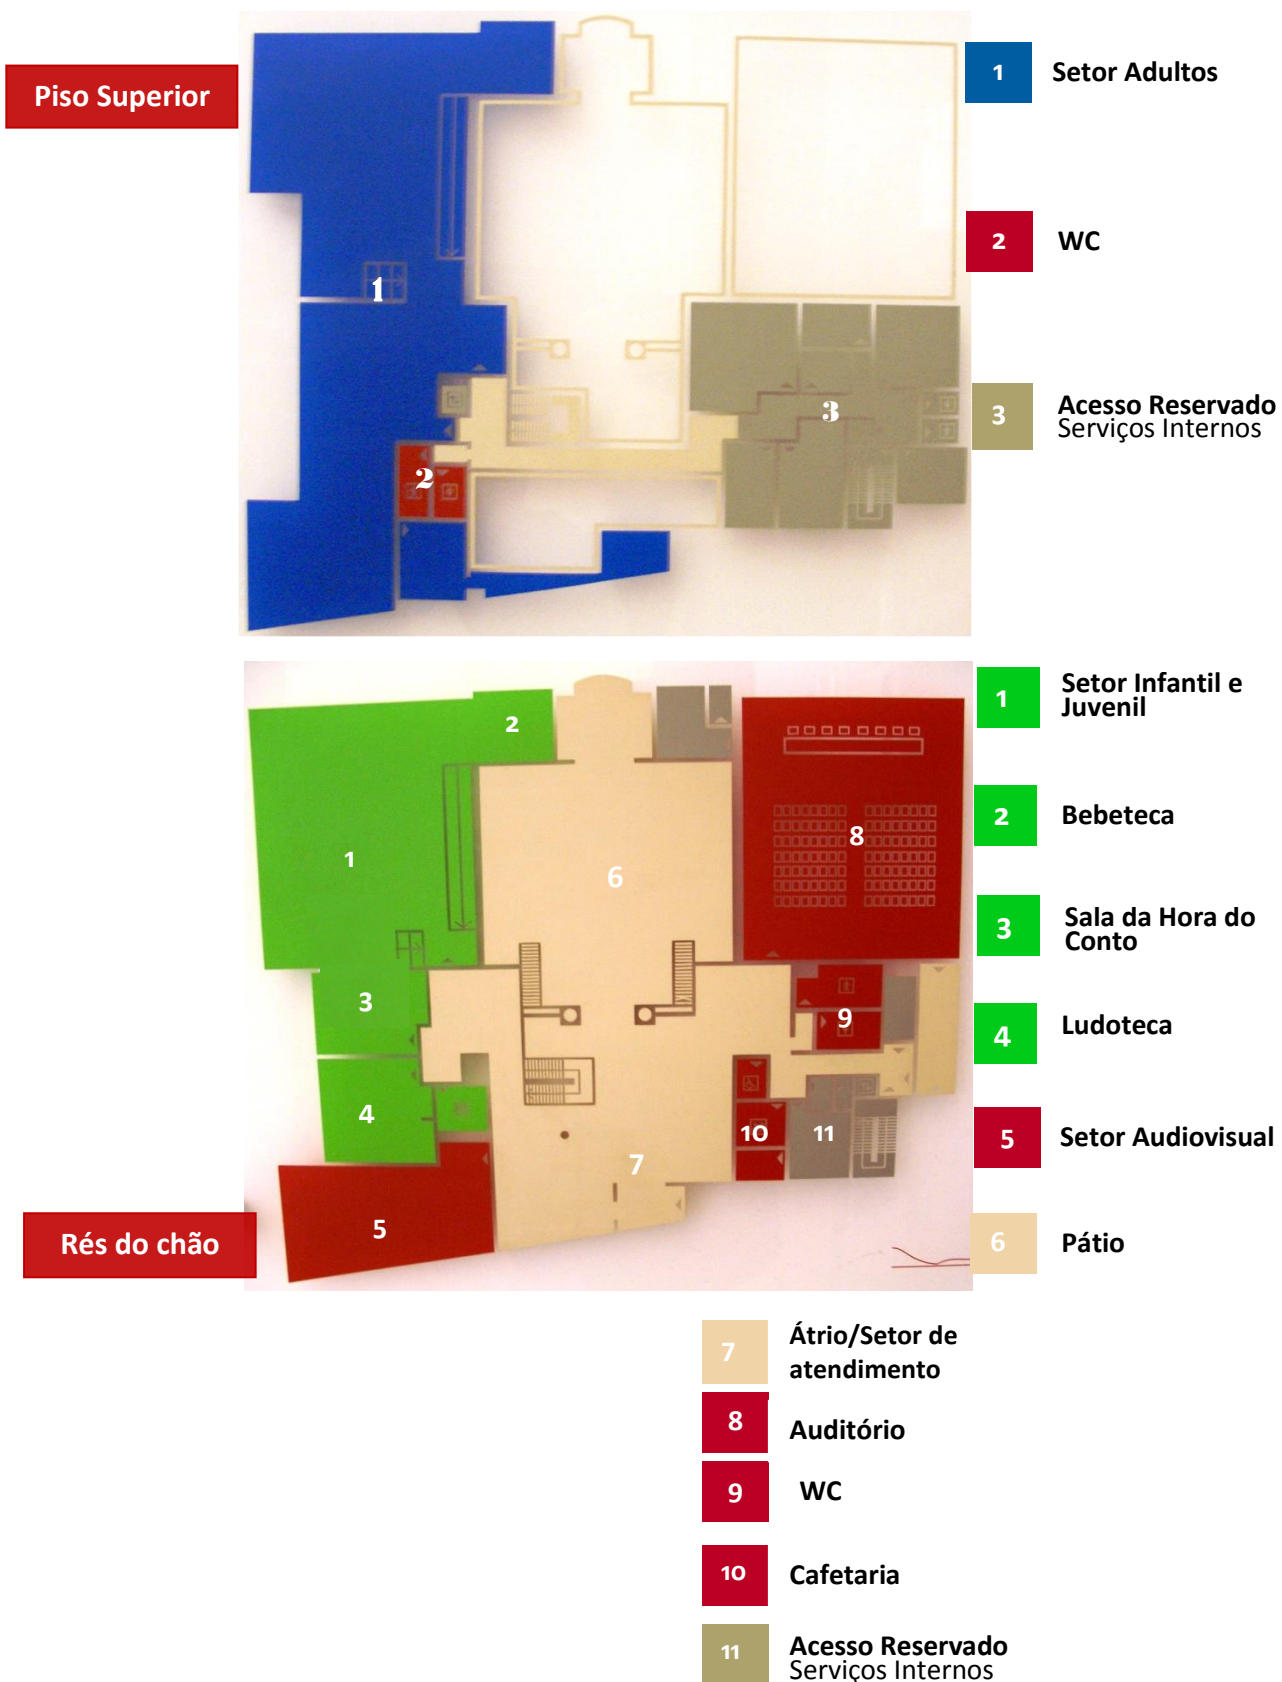 Piso Superior
1
Setor Adultos
2
WC
3
Acesso Reservado
Serviços Internos
1
2
3
1
Setor Infantil e
Juvenil
2
Bebeteca
3
Sala da Hora do
Conto
4
Ludoteca
5
Setor Audiovisual
6
Pátio
2
1
8
6
3
9
4
10
11
7
5
Rés do chão
7
Átrio/Setor de
atendimento
8
Auditório
9
WC
10
Cafetaria
11
Acesso Reservado
Serviços Internos